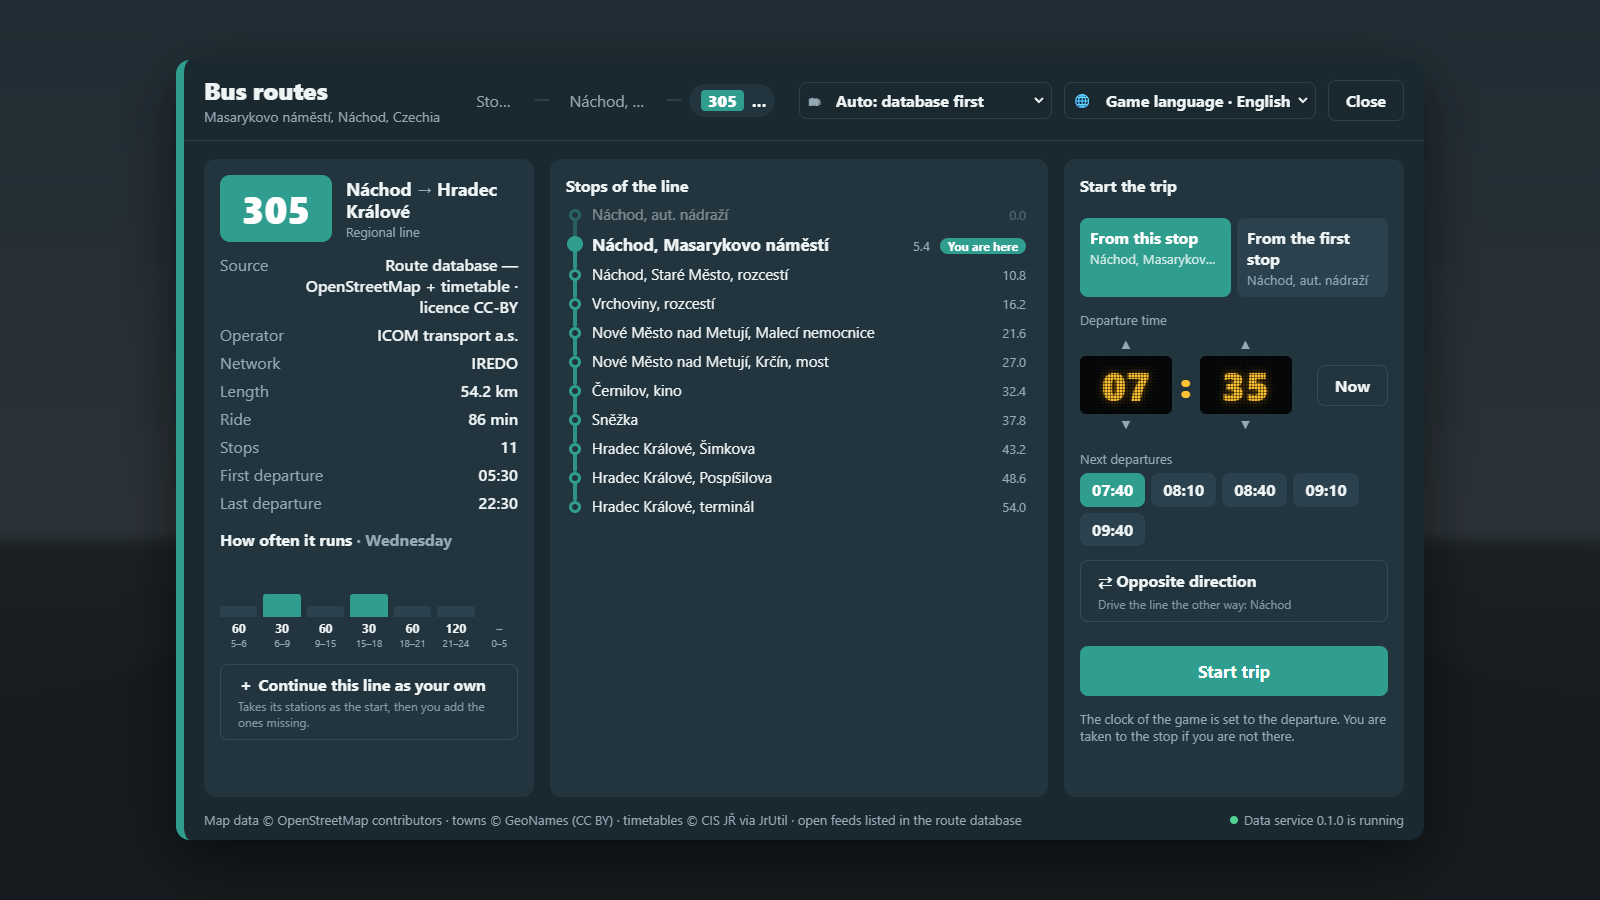 Bus routes
Masarykovo náměstí, Náchod, Czechia
Sto...
Náchod, ...
305 ...
Auto: database first
Game language · English
Close
305
Náchod → Hradec
Králové
Regional line
Source
Route database —
OpenStreetMap + timetable ·
licence CC-BY
Operator ICOM transport a.s.
Network IREDO
Length 54.2 km
Ride 86 min
Stops 11
First departure 05:30
Last departure 22:30
How often it runs · Wednesday
60 30 60 30 60 120 –
5–6 6–9 9–15 15–18 18–21 21–24 0–5
+ Continue this line as your own
Takes its stations as the start, then you add the
ones missing.
Stops of the line
Náchod, aut. nádraží 0.0
Náchod, Masarykovo náměstí 5.4 You are here
Náchod, Staré Město, rozcestí 10.8
Vrchoviny, rozcestí 16.2
Nové Město nad Metují, Malecí nemocnice 21.6
Nové Město nad Metují, Krčín, most 27.0
Černilov, kino 32.4
Sněžka 37.8
Hradec Králové, Šimkova 43.2
Hradec Králové, Pospíšilova 48.6
Hradec Králové, terminál 54.0
Start the trip
From this stop
Náchod, Masarykov...
From the first
stop
Náchod, aut. nádraží
Departure time
▲ ▲
07 : 35
Now
▼ ▼
Next departures
07:40 08:10 08:40 09:10
09:40
⇄ Opposite direction
Drive the line the other way: Náchod
Start trip
The clock of the game is set to the departure. You are
taken to the stop if you are not there.
Map data © OpenStreetMap contributors · towns © GeoNames (CC BY) · timetables © CIS JŘ via JrUtil · open feeds listed in the route database
Data service 0.1.0 is running